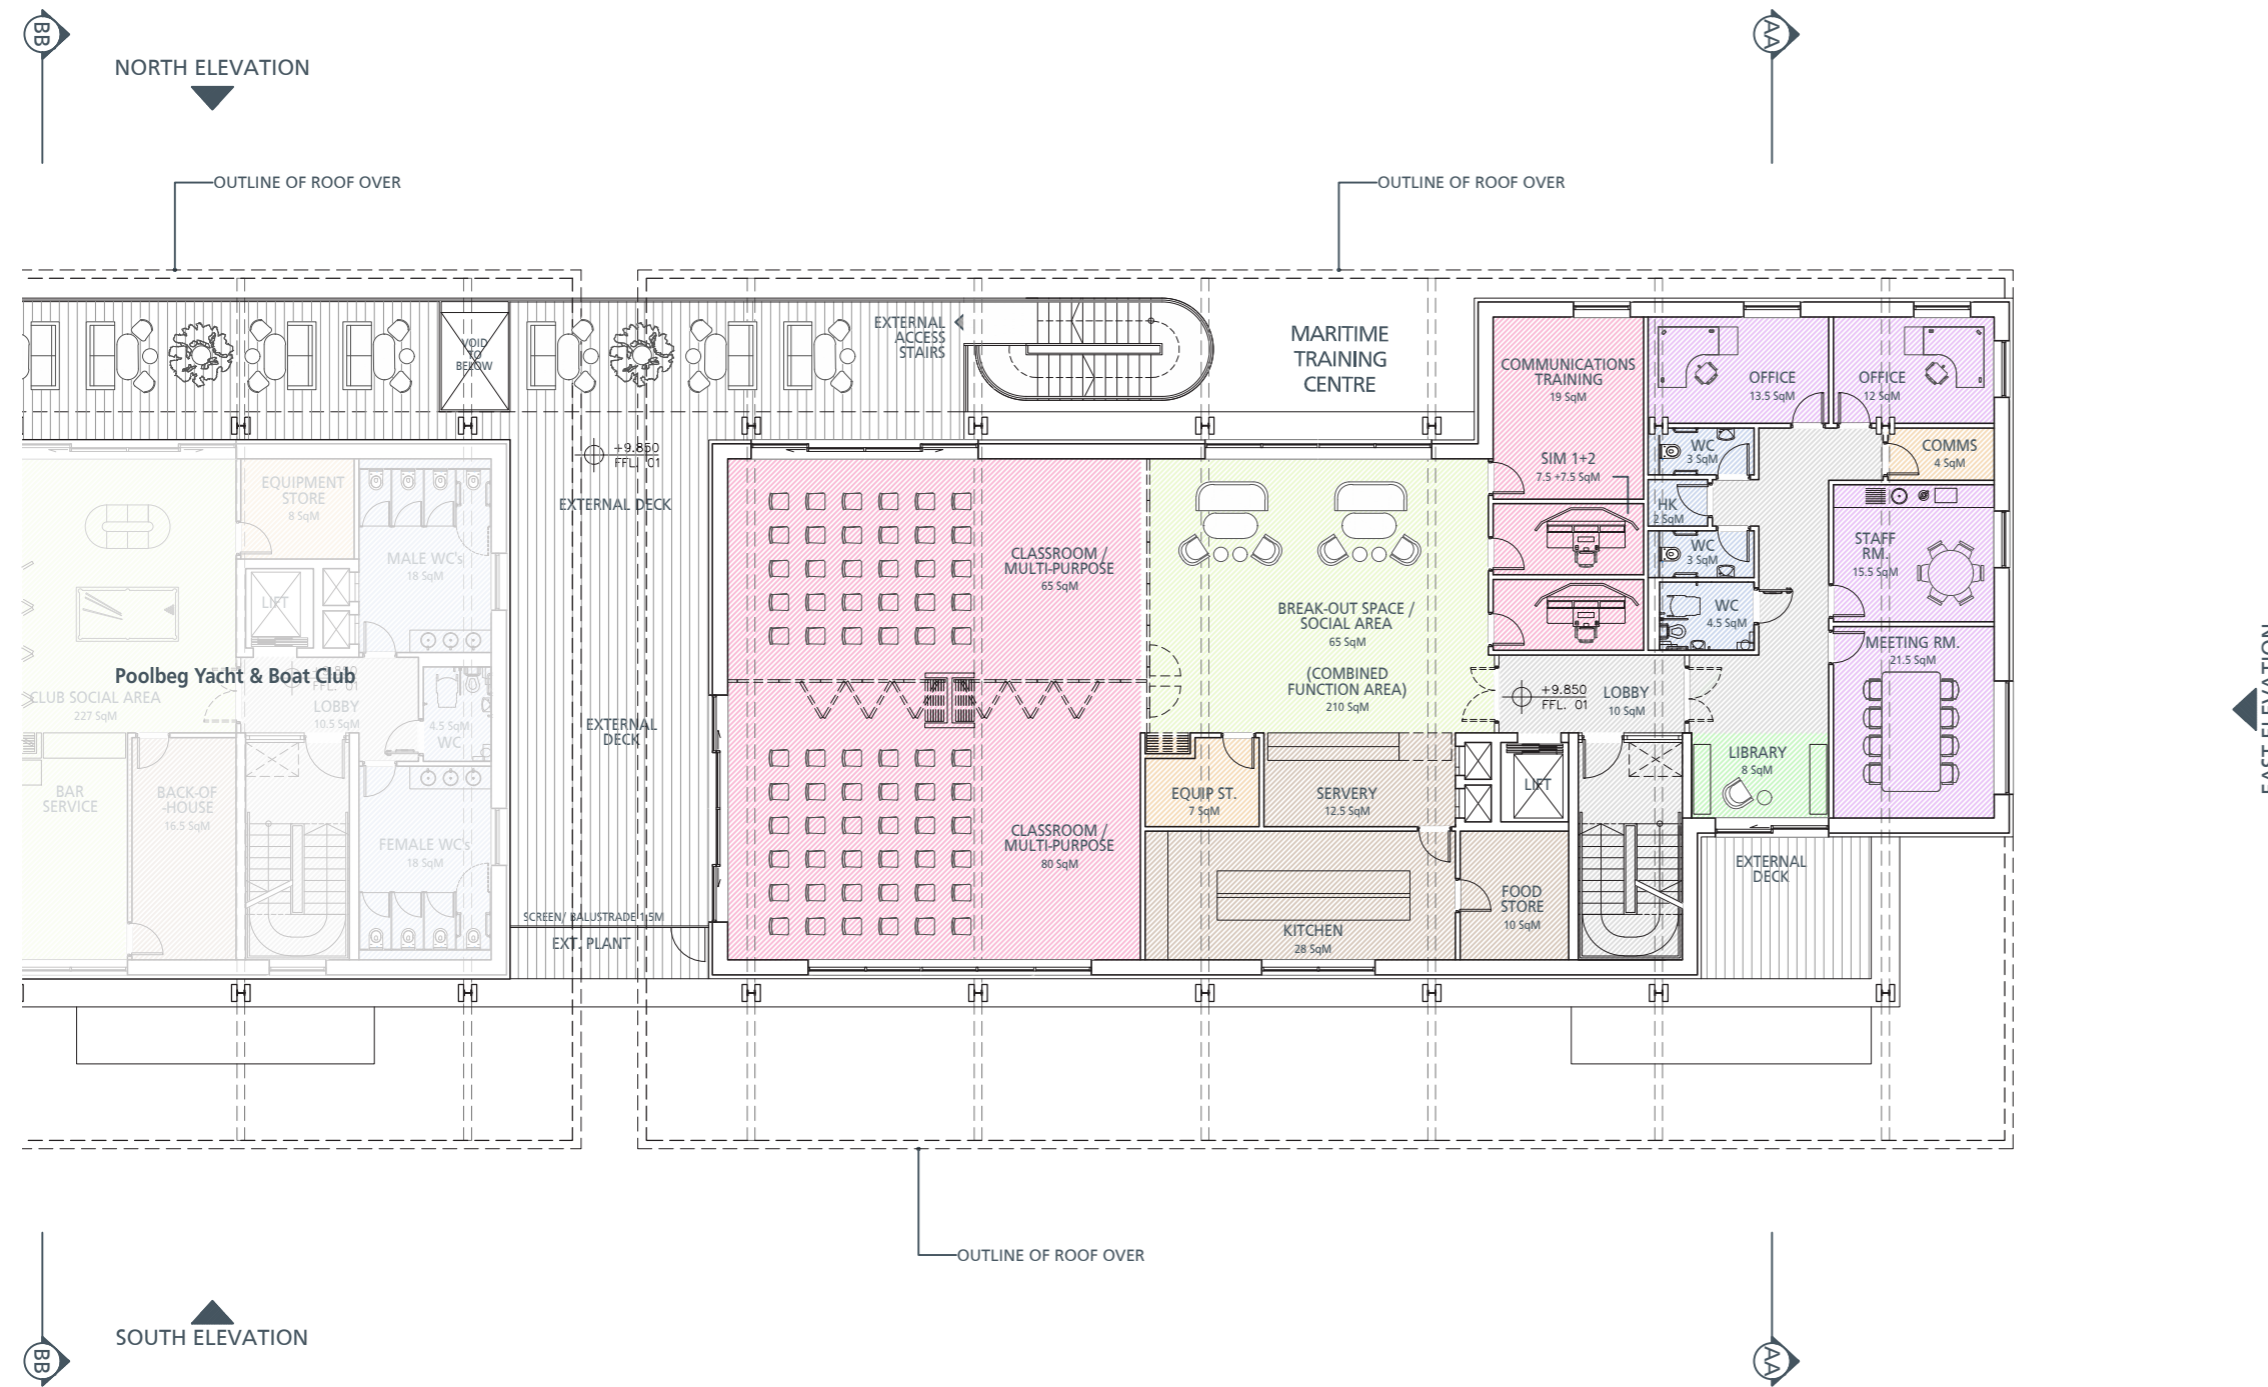 BB
AA
NORTH ELEVATION
OUTLINE OF ROOF OVER
OUTLINE OF ROOF OVER
VOID
TO
BELOW
EXTERNAL
ACCESS
STAIRS
MARITIME
TRAINING
CENTRE
COMMUNICATIONS
TRAINING
19 SqM
OFFICE
13.5 SqM
OFFICE
12 SqM
+9.850
FFL. 01
EXTERNAL DECK
EQUIPMENT
STORE
8 SqM
MALE WC's
18 SqM
LIFT
Poolbeg Yacht & Boat Club
CLUB SOCIAL AREA
227 SqM
+9.850
FFL. 01
LOBBY
10.5 SqM
4.5 SqM
WC
BAR
SERVICE
BACK-OF
-HOUSE
16.5 SqM
FEMALE WC's
18 SqM
EXTERNAL
DECK
SCREEN/ BALUSTRADE 1.5M
EXT. PLANT
CLASSROOM /
MULTI-PURPOSE
65 SqM
CLASSROOM /
MULTI-PURPOSE
80 SqM
BREAK-OUT SPACE /
SOCIAL AREA
65 SqM
(COMBINED
FUNCTION AREA)
210 SqM
SIM 1+2
7.5 +7.5 SqM
WC
3 SqM
HK
2 SqM
WC
3 SqM
WC
4.5 SqM
COMMS
4 SqM
STAFF
RM.
15.5 SqM
MEETING RM.
21.5 SqM
+9.850
FFL. 01
LOBBY
10 SqM
LIBRARY
8 SqM
EQUIP ST.
7 SqM
SERVERY
12.5 SqM
LIFT
KITCHEN
28 SqM
FOOD
STORE
10 SqM
EXTERNAL
DECK
EAST ELEVATION
OUTLINE OF ROOF OVER
SOUTH ELEVATION
BB
AA